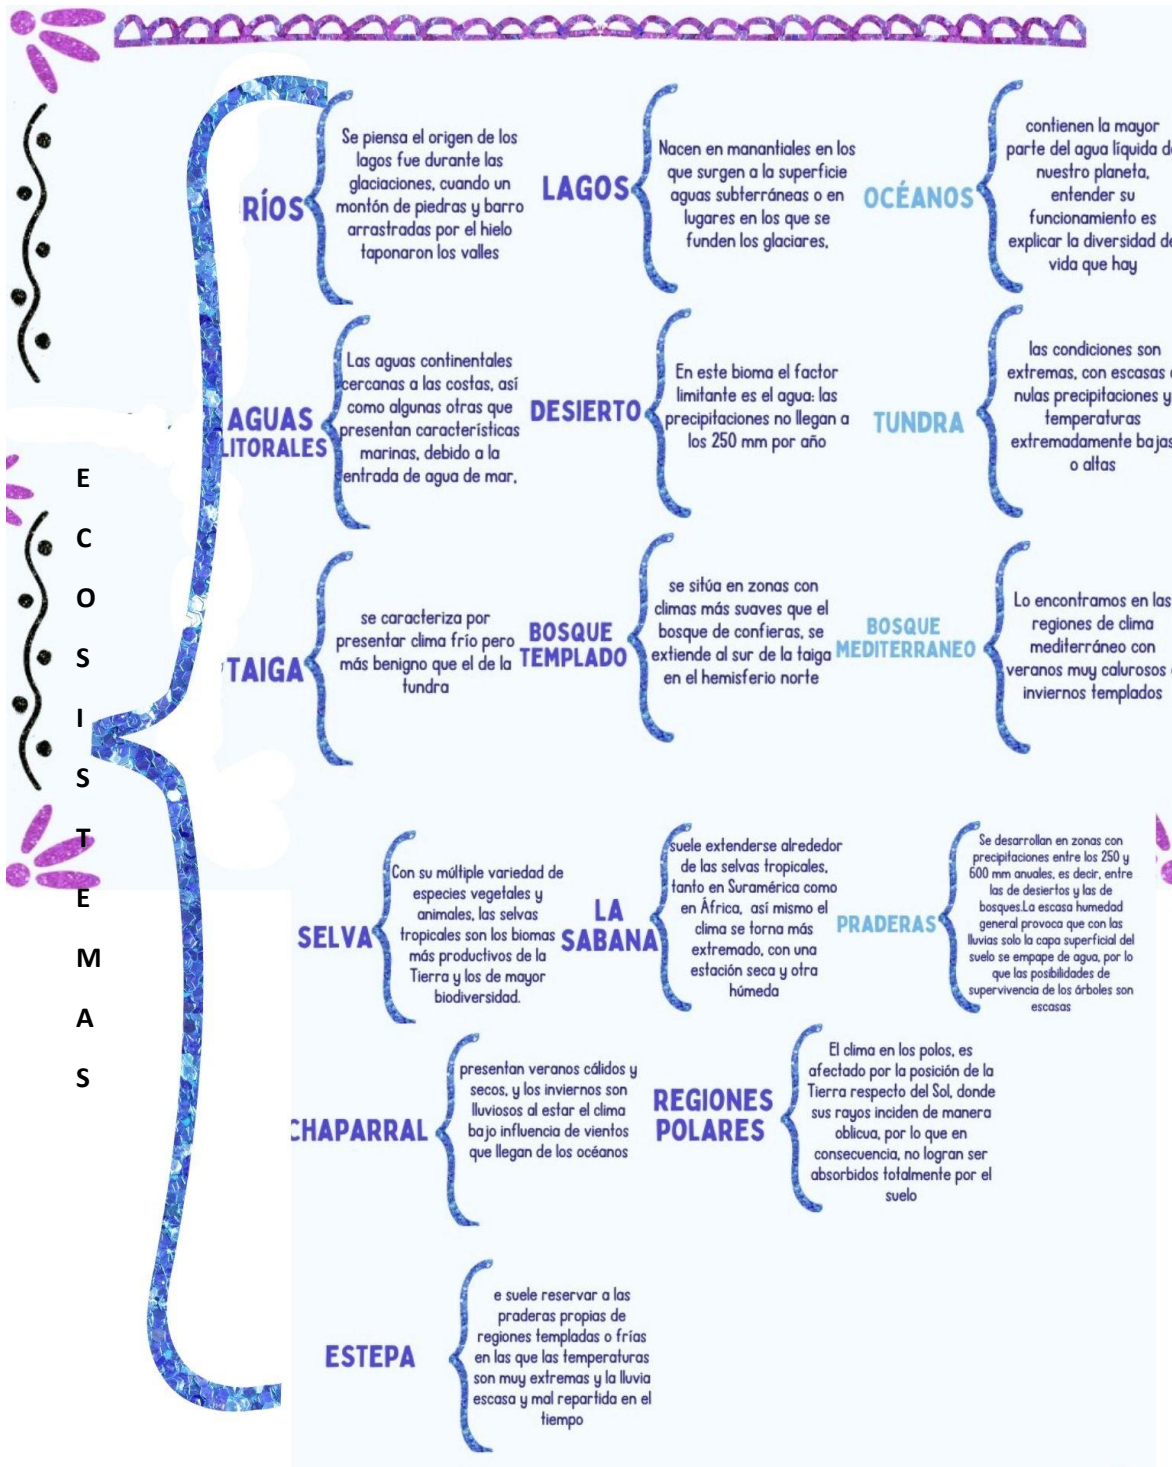 ECOSISTEMAS
RÍOS
Se piensa el origen de los
lagos fue durante las
glaciaciones, cuando un
montón de piedras y barro
arrastradas por el hielo
taponaron los valles
LAGOS
Nacen en manantiales en los
que surgen a la superficie
aguas subterráneas o en
lugares en los que se
funden los glaciares,
OCÉANOS
contienen la mayor
parte del agua líquida de
nuestro planeta,
entender su
funcionamiento es
explicar la diversidad de
vida que hay
AGUAS
LITORALES
Las aguas continentales
cercanas a las costas, así
como algunas otras que
presentan características
marinas, debido a la
entrada de agua de mar,
DESIERTO
En este bioma el factor
limitante es el agua: las
precipitaciones no llegan a
los 250 mm por año
TUNDRA
las condiciones son
extremas, con escasas
nulas precipitaciones y
temperaturas
extremadamente bajas
o altas
TAIGA
se caracteriza por
presentar clima frío pero
más benigno que el de la
tundra
BOSQUE
TEMPLADO
se sitúa en zonas con
climas más suaves que el
bosque de confieras, se
extiende al sur de la taiga
en el hemisferio norte
BOSQUE
MEDITERRANEO
Lo encontramos en las
regiones de clima
mediterráneo con
veranos muy calurosos
inviernos templados
SELVA
Con su múltiple variedad de
especies vegetales y
animales, las selvas
tropicales son los biomas
más productivos de la
Tierra y los de mayor
biodiversidad.
LA
SABANA
suele extenderse alrededor
de las selvas tropicales,
tanto en Suramérica como
en África, así mismo el
clima se torna más
extremado, con una
estación seca y otra
húmeda
PRADERAS
Se desarrollan en zonas con
precipitaciones entre los 250 y
600 mm anuales, es decir, entre
las de desiertos y las de
bosques.La escasa humedad
general provoca que con las
lluvias solo la capa superficial del
suelo se empape de agua, por lo
que las posibilidades de
supervivencia de los árboles son
escasas
CHAPARRAL
presentan veranos cálidos y
secos, y los inviernos son
lluviosos al estar el clima
bajo influencia de vientos
que llegan de los océanos
REGIONES
POLARES
El clima en los polos, es
afectado por la posición de la
Tierra respecto del Sol, donde
sus rayos inciden de manera
oblicua, por lo que en
consecuencia, no logran ser
absorbidos totalmente por el
suelo
ESTEPA
e suele reservar a las
praderas propias de
regiones templadas o frías
en las que las temperaturas
son muy extremas y la lluvia
escasa y mal repartida en el
tiempo